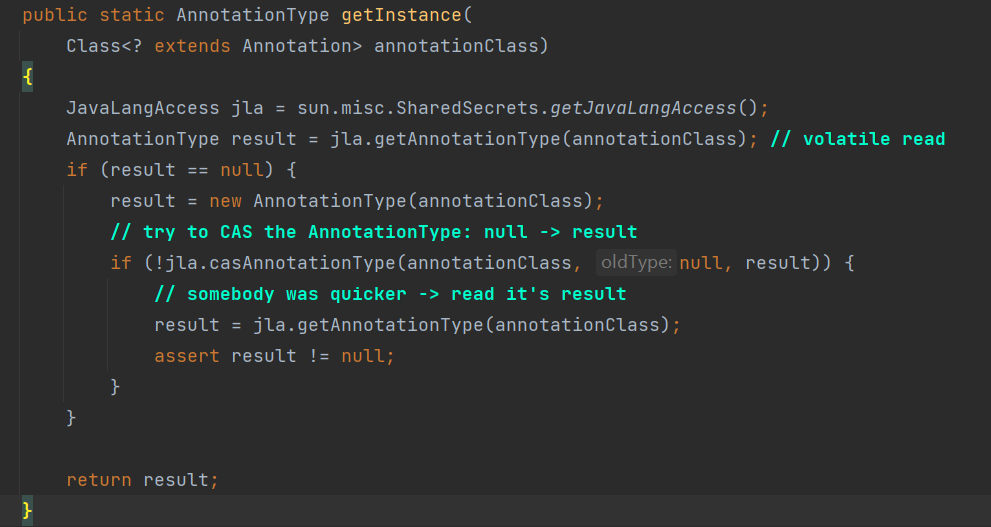 public static AnnotationType getInstance(
Class<? extends Annotation> annotationClass)
{
JavaLangAccess jla = sun.misc.SharedSecrets.getJavaLangAccess();
AnnotationType result = jla.getAnnotationType(annotationClass); // volatile read
if (result == null) {
result = new AnnotationType(annotationClass);
// try to CAS the AnnotationType: null -> result
if (!jla.casAnnotationType(annotationClass, oldType: null, result)) {
// somebody was quicker -> read it's result
result = jla.getAnnotationType(annotationClass);
assert result != null;
}
}
return result;
}